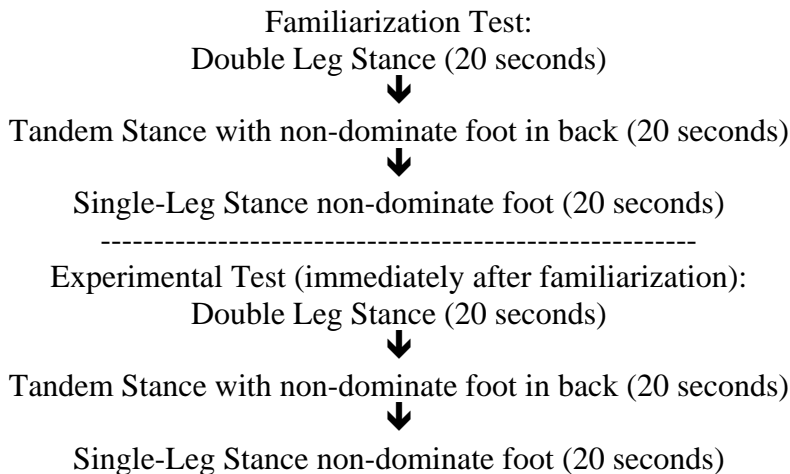 Familiarization Test:
Double Leg Stance (20 seconds)
Tandem Stance with non-dominate foot in back (20 seconds)
Single-Leg Stance non-dominate foot (20 seconds)
--------------------------------------------------------
Experimental Test (immediately after familiarization):
Double Leg Stance (20 seconds)
Tandem Stance with non-dominate foot in back (20 seconds)
Single-Leg Stance non-dominate foot (20 seconds)